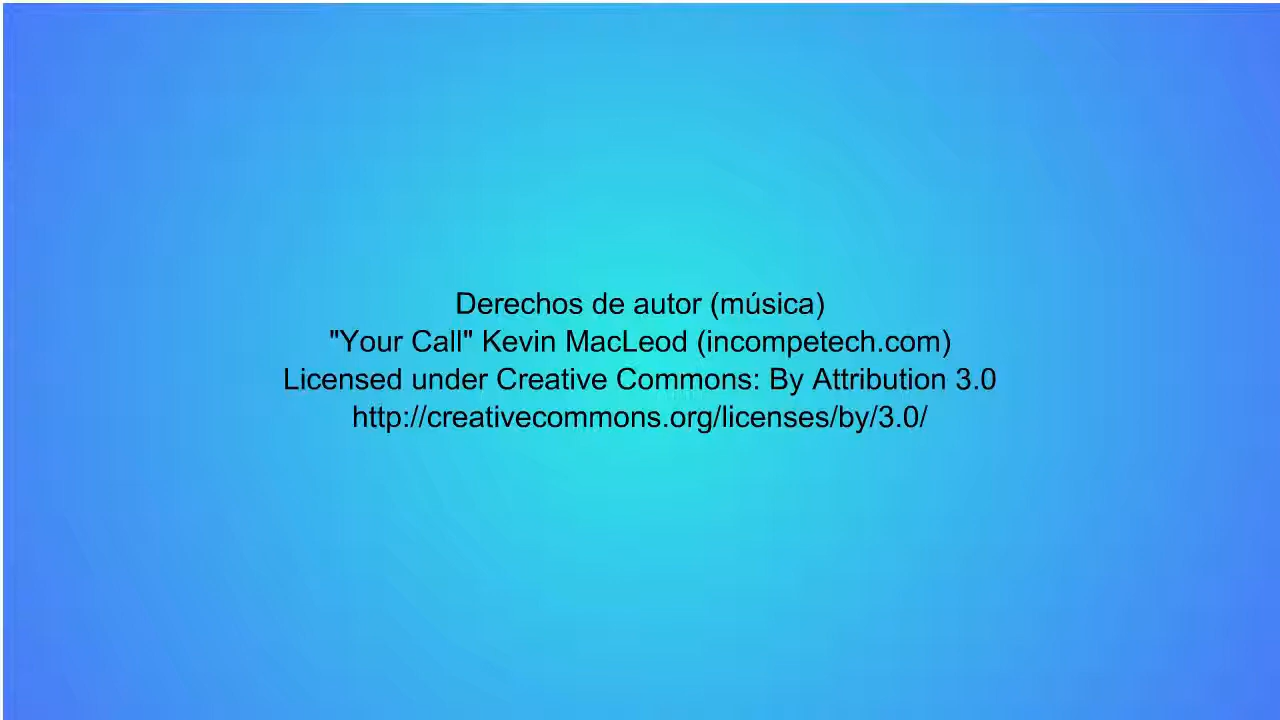 Derechos de autor (música)
"Your Call" Kevin MacLeod (incompetech.com)
Licensed under Creative Commons: By Attribution 3.0
http://creativecommons.org/licenses/by/3.0/